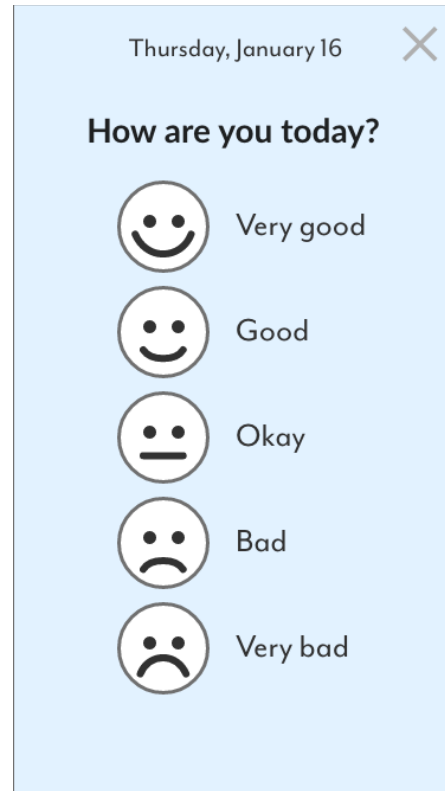 Thursday, January 16
How are you today?
Very good
Good
Okay
Bad
Very bad